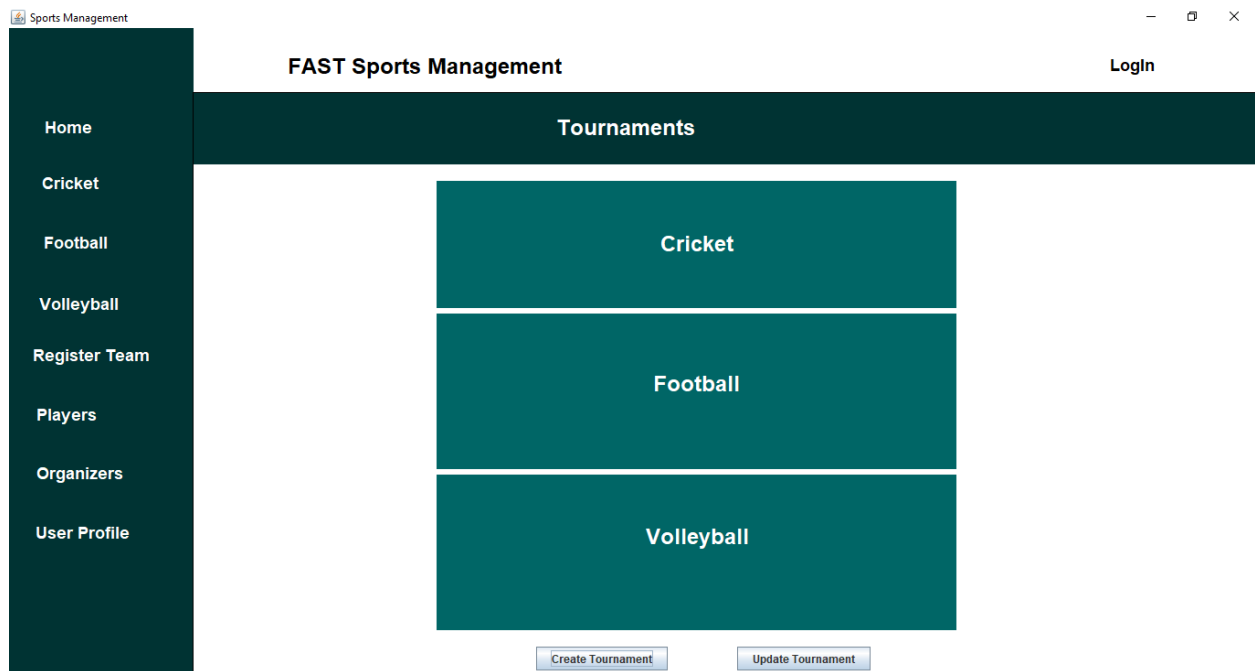 Sports Management
FAST Sports Management
LogIn
Home
Cricket
Football
Volleyball
Register Team
Players
Organizers
User Profile
Tournaments
Cricket
Football
Volleyball
Create Tournament
Update Tournament